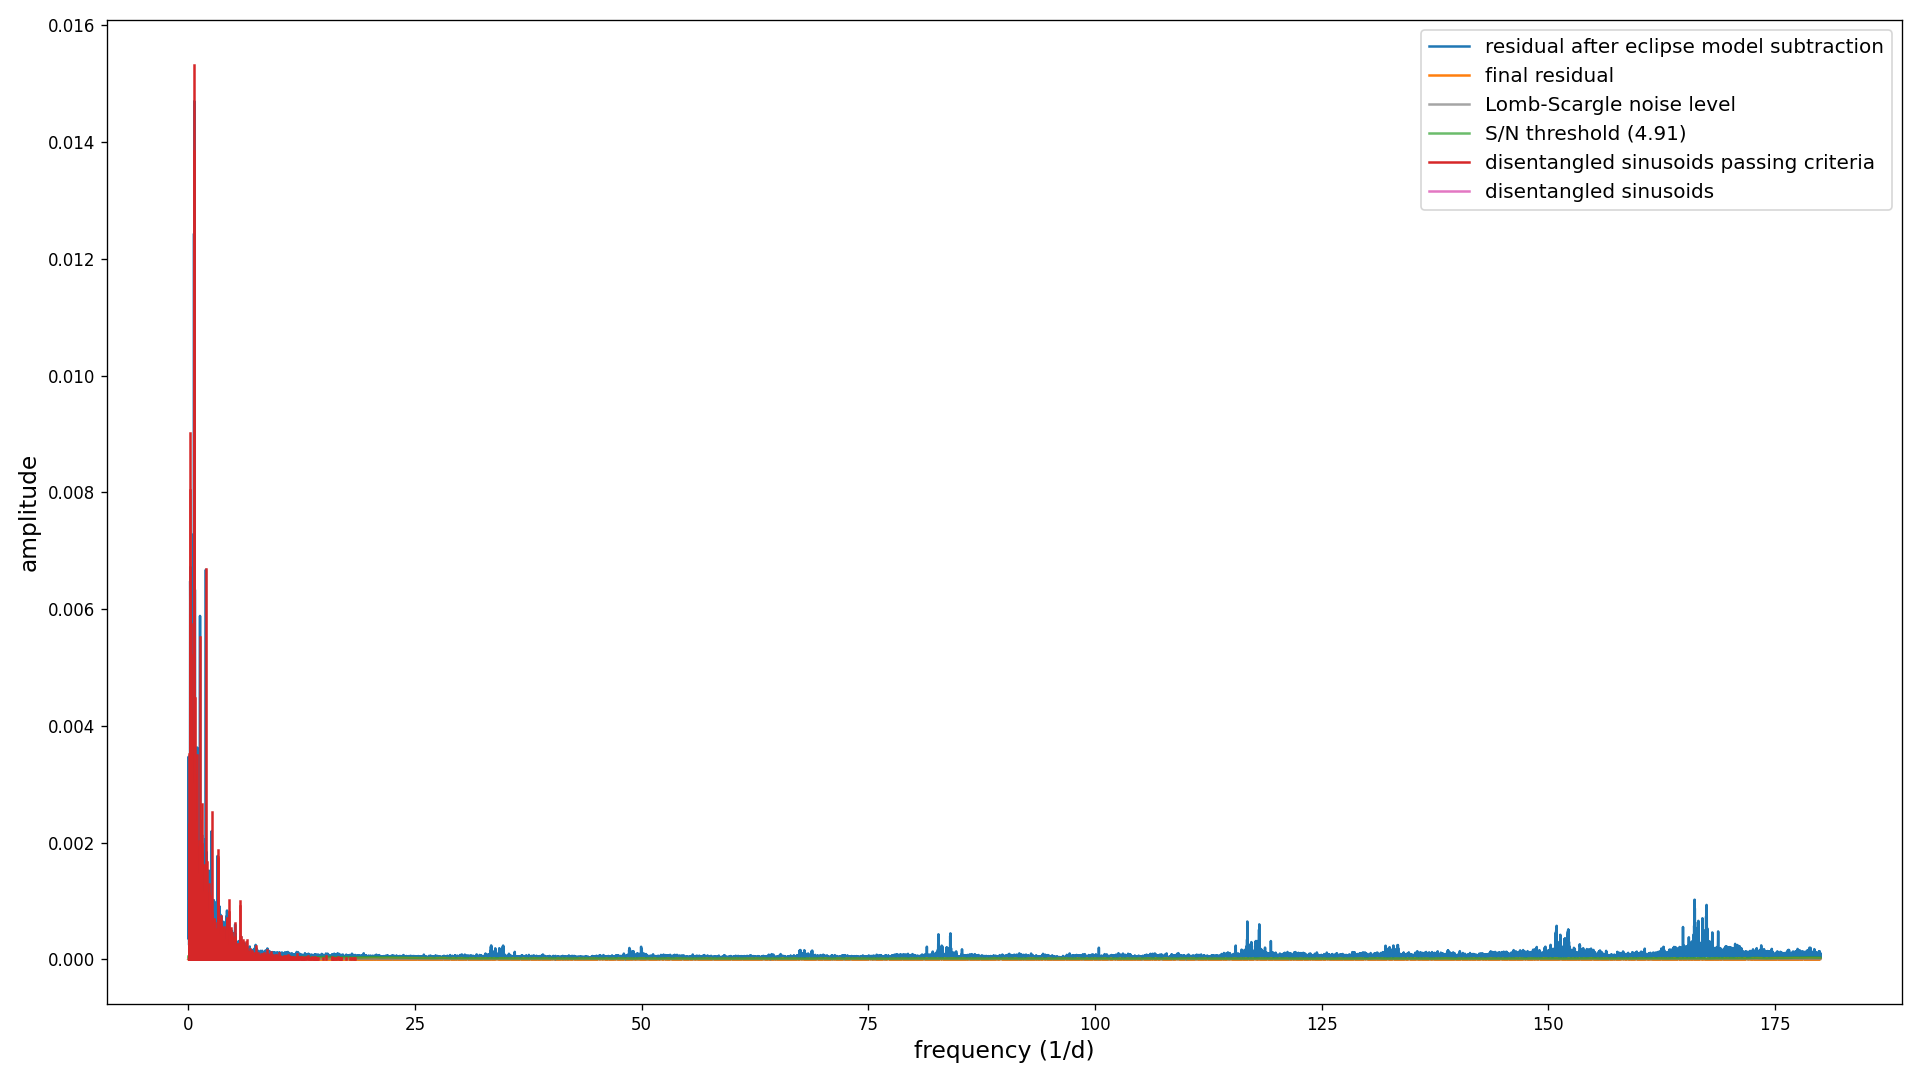 0.016
0.014
0.012
0.010
0.008
0.006
0.004
0.002
0.000
amplitude
residual after eclipse model subtraction
final residual
Lomb-Scargle noise level
S/N threshold (4.91)
disentangled sinusoids passing criteria
disentangled sinusoids
0 25 50 75 100 125 150 175
frequency (1/d)